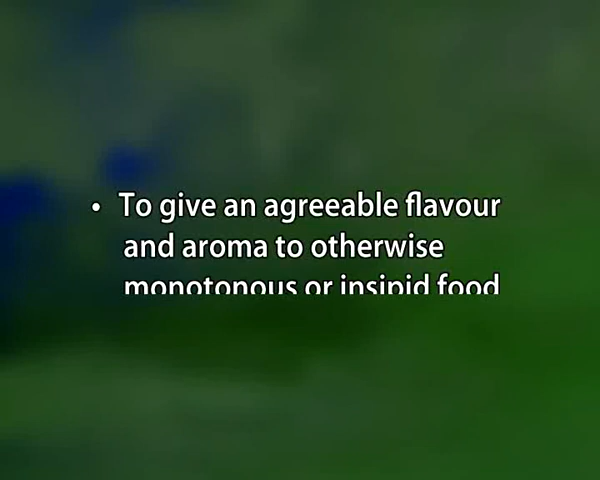 • To give an agreeable flavour
and aroma to otherwise
monotonous or insipid food